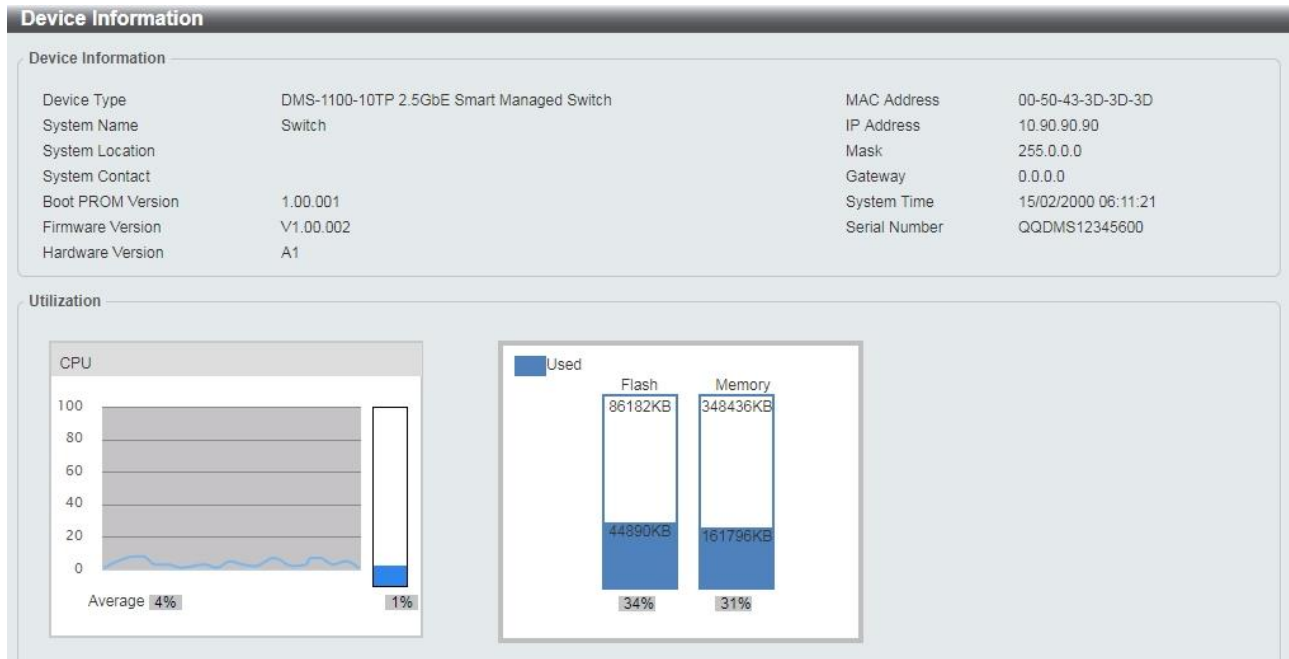 Device Information
Device Information
Device Type DMS-1100-10TP 2.5GbE Smart Managed Switch
System Name Switch
System Location
System Contact
Boot PROM Version 1.00.001
Firmware Version V1.00.002
Hardware Version A1
MAC Address 00-50-43-3D-3D-3D
IP Address 10.90.90.90
Mask 255.0.0.0
Gateway 0.0.0.0
System Time 15/02/2000 06:11:21
Serial Number QQDMS12345600
Utilization
CPU
100
80
60
40
20
0
Average 4% 1%
Used
Flash Memory
86182KB 348436KB
44890KB 161796KB
34% 31%